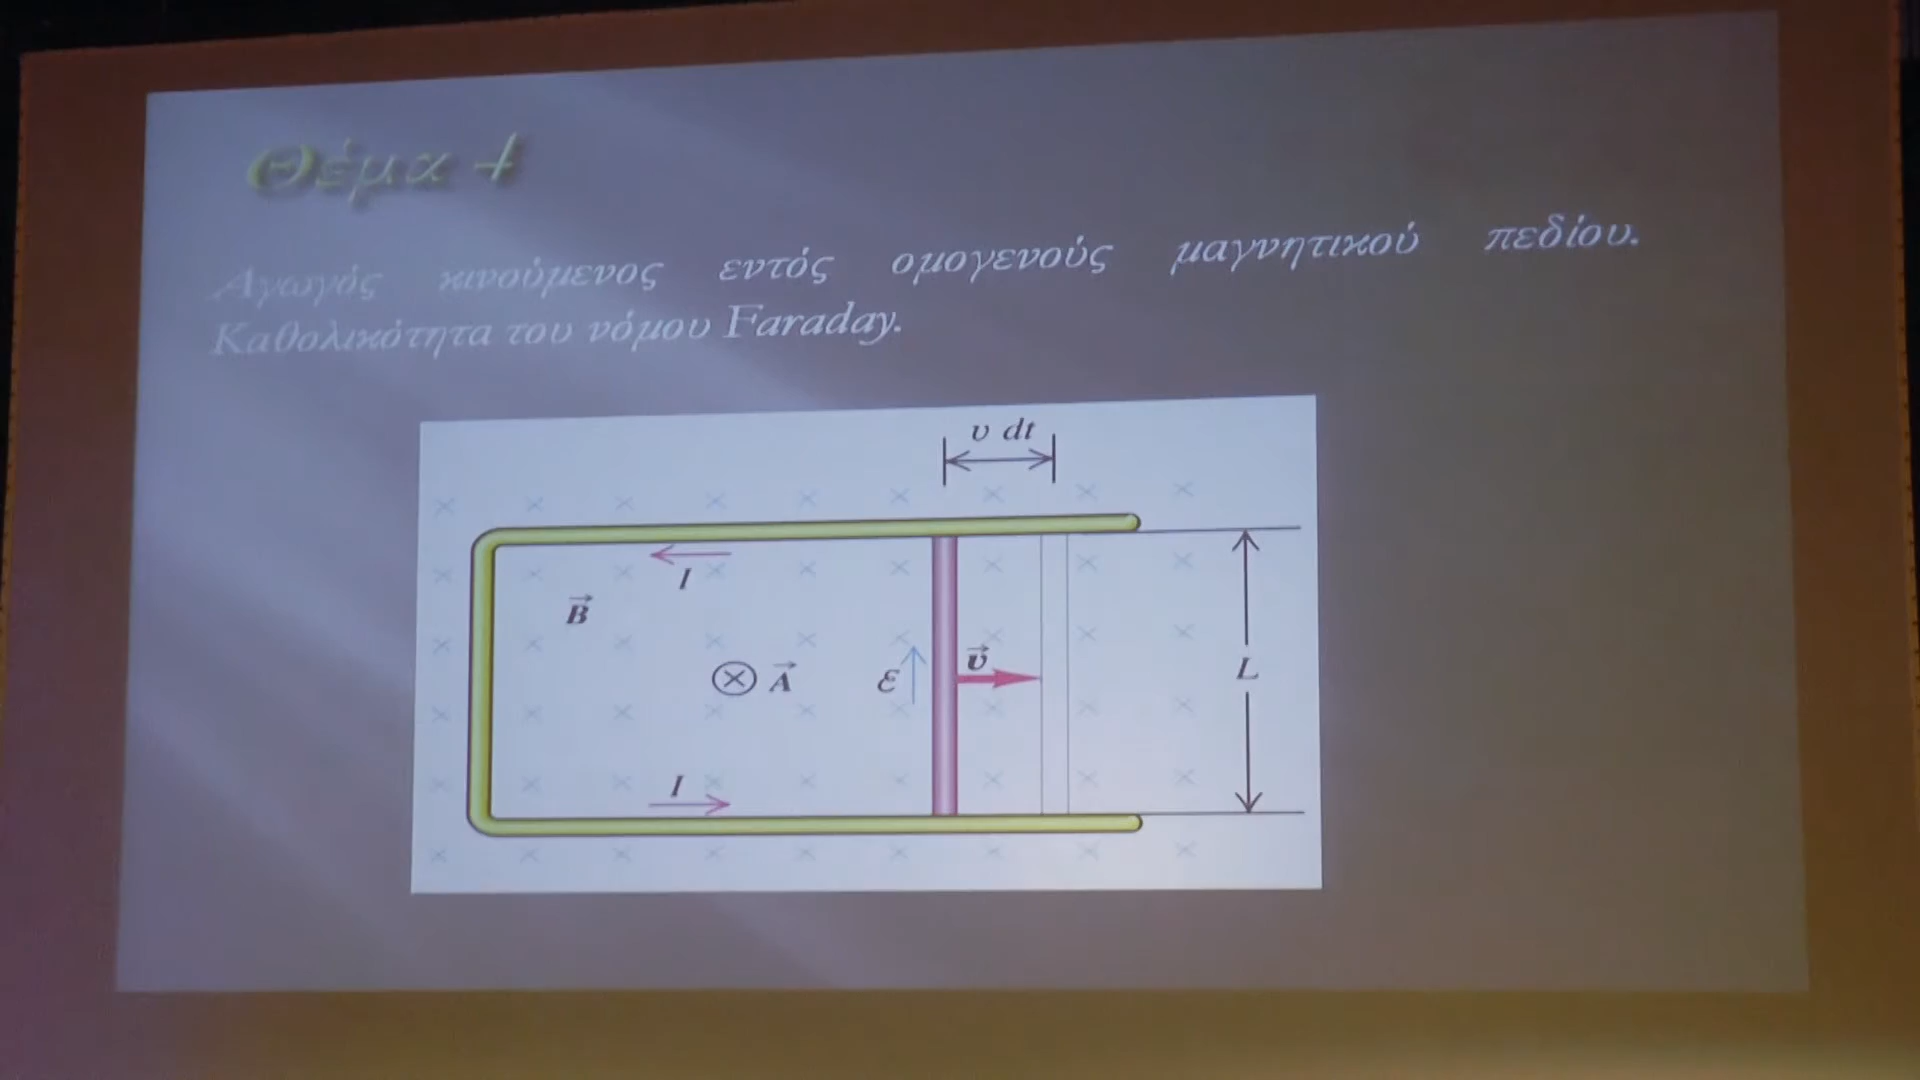 Θέμα 4
Αγωγός κινούμενος εντός ομογενούς μαγνητικού πεδίου.
Καθολικότητα του νόμου Faraday.
υ dt
I
B⃗
A⃗
ℰ
υ⃗
L
I